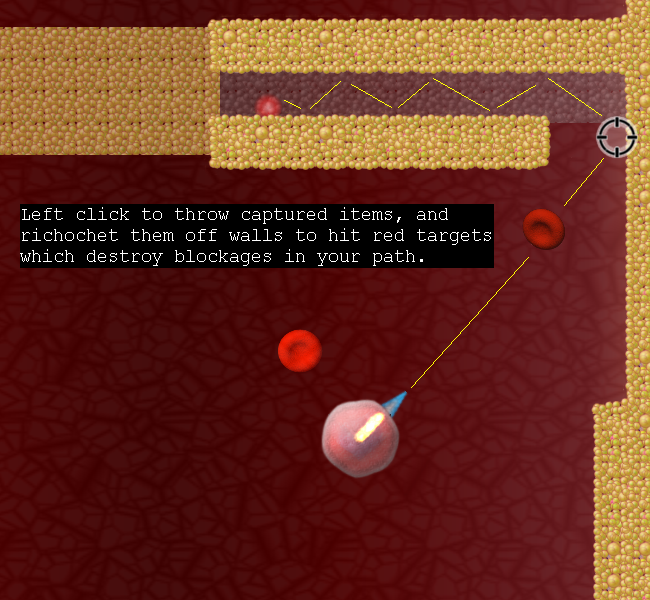 Left click to throw captured items, and
richochet them off walls to hit red targets
which destroy blockages in your path.